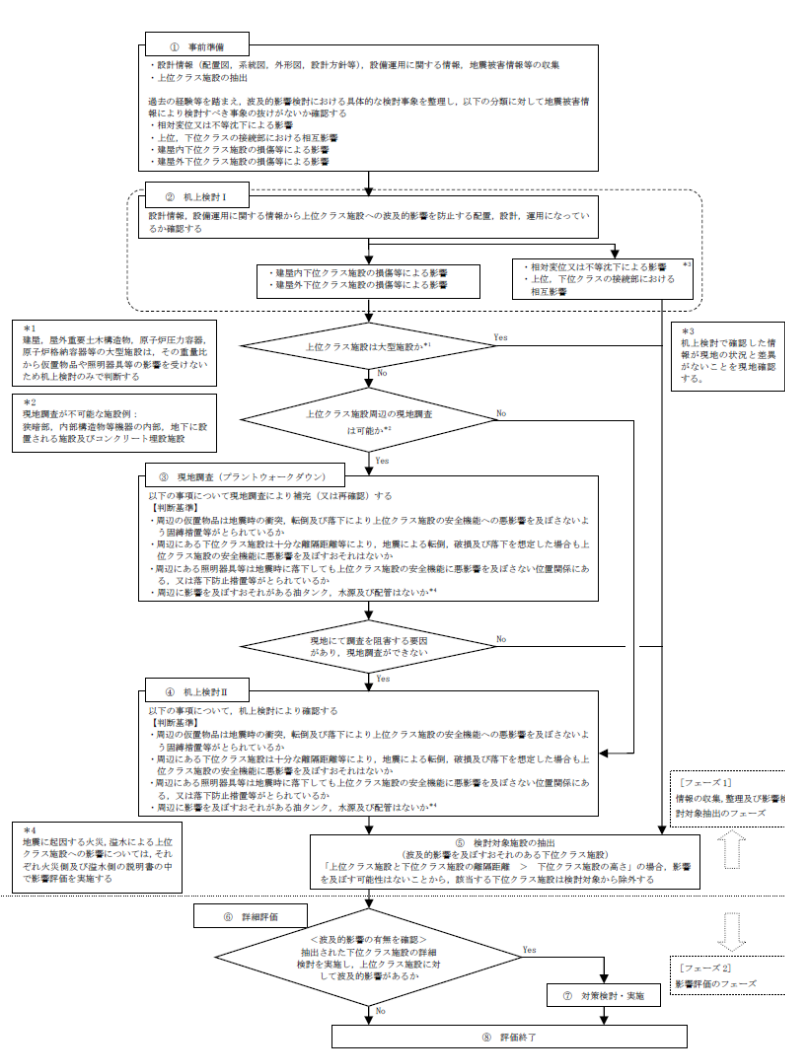 ① 事前準備
・設計情報（配置図，系統図，外形図，設計方針等），設備運用に関する情報，地震被害情報等の収集
・上位クラス施設の抽出
過去の経験等を踏まえ，波及的影響検討における具体的な検討事象を整理し，以下の分類に対して地震被害情
報により検討すべき事象の抜けがないか確認する
・相対変位又は不等沈下による影響
・上位，下位クラスの接続部における相互影響
・建屋内下位クラス施設の損傷等による影響
・建屋外下位クラス施設の損傷等による影響
② 机上検討Ⅰ
設計情報，設備運用に関する情報から上位クラス施設への波及的影響を防止する配置，設計，運用になってい
るか確認する
・建屋内下位クラス施設の損傷等による影響
・建屋外下位クラス施設の損傷等による影響
・相対変位又は不等沈下による影響 *3
・上位，下位クラスの接続部における
相互影響
*1
建屋，屋外重要土木構造物，原子炉圧力容器，
原子炉格納容器等の大型施設は，その重量比
から仮置物品や照明器具等の影響を受けない
ため机上検討のみで判断する
上位クラス施設は大型施設か*1
Yes
No
*3
机上検討で確認した情
報が現地の状況と差異
がないことを現地確認
する。
*2
現地調査が不可能な施設例：
狭暗部，内部構造物等機器の内部，地下に設
置される施設及びコンクリート埋設施設
上位クラス施設周辺の現地調査
は可能か*2
No
Yes
③ 現地調査（プラントウォークダウン）
以下の事項について現地調査により補完（又は再確認）する
【判断基準】
・周辺の仮置物品は地震時の衝突，転倒及び落下により上位クラス施設の安全機能への悪影響を及ぼさないよ
う固縛措置等がとられているか
・周辺にある下位クラス施設は十分な離隔距離等により，地震による転倒，破損及び落下を想定した場合も上
位クラス施設の安全機能に悪影響を及ぼすおそれはないか
・周辺にある照明器具等は地震時に落下しても上位クラス施設の安全機能に悪影響を及ぼさない位置関係にあ
る，又は落下防止措置等がとられているか
・周辺に影響を及ぼすおそれがある油タンク，水源及び配管はないか*4
現地にて調査を阻害する要因
があり，現地調査ができない
No
Yes
④ 机上検討Ⅱ
以下の事項について，机上検討により確認する
【判断基準】
・周辺の仮置物品は地震時の衝突，転倒及び落下により上位クラス施設の安全機能への悪影響を及ぼさないよ
う固縛措置等がとられているか
・周辺にある下位クラス施設は十分な離隔距離等により，地震による転倒，破損及び落下を想定した場合も上
位クラス施設の安全機能に悪影響を及ぼすおそれはないか
・周辺にある照明器具等は地震時に落下しても上位クラス施設の安全機能に悪影響を及ぼさない位置関係にあ
る，又は落下防止措置等がとられているか
・周辺に影響を及ぼすおそれがある油タンク，水源及び配管はないか*4
［フェーズ1］
情報の収集，整理及び影響検
討対象抽出のフェーズ
*4
地震に起因する火災，溢水による上位
クラス施設への影響については，それ
ぞれ火災側及び溢水側の説明書の中
で影響評価を実施する
⑤ 検討対象施設の抽出
（波及的影響を及ぼすおそれのある下位クラス施設）
「上位クラス施設と下位クラス施設の離隔距離 ＞ 下位クラス施設の高さ」の場合，影響
を及ぼす可能性はないことから，該当する下位クラス施設は検討対象から除外する
⑥ 詳細評価
＜波及的影響の有無を確認＞
抽出された下位クラス施設の詳細
検討を実施し，上位クラス施設に対
して波及的影響があるか
Yes
No
［フェーズ2］
影響評価のフェーズ
⑦ 対策検討・実施
⑧ 評価終了